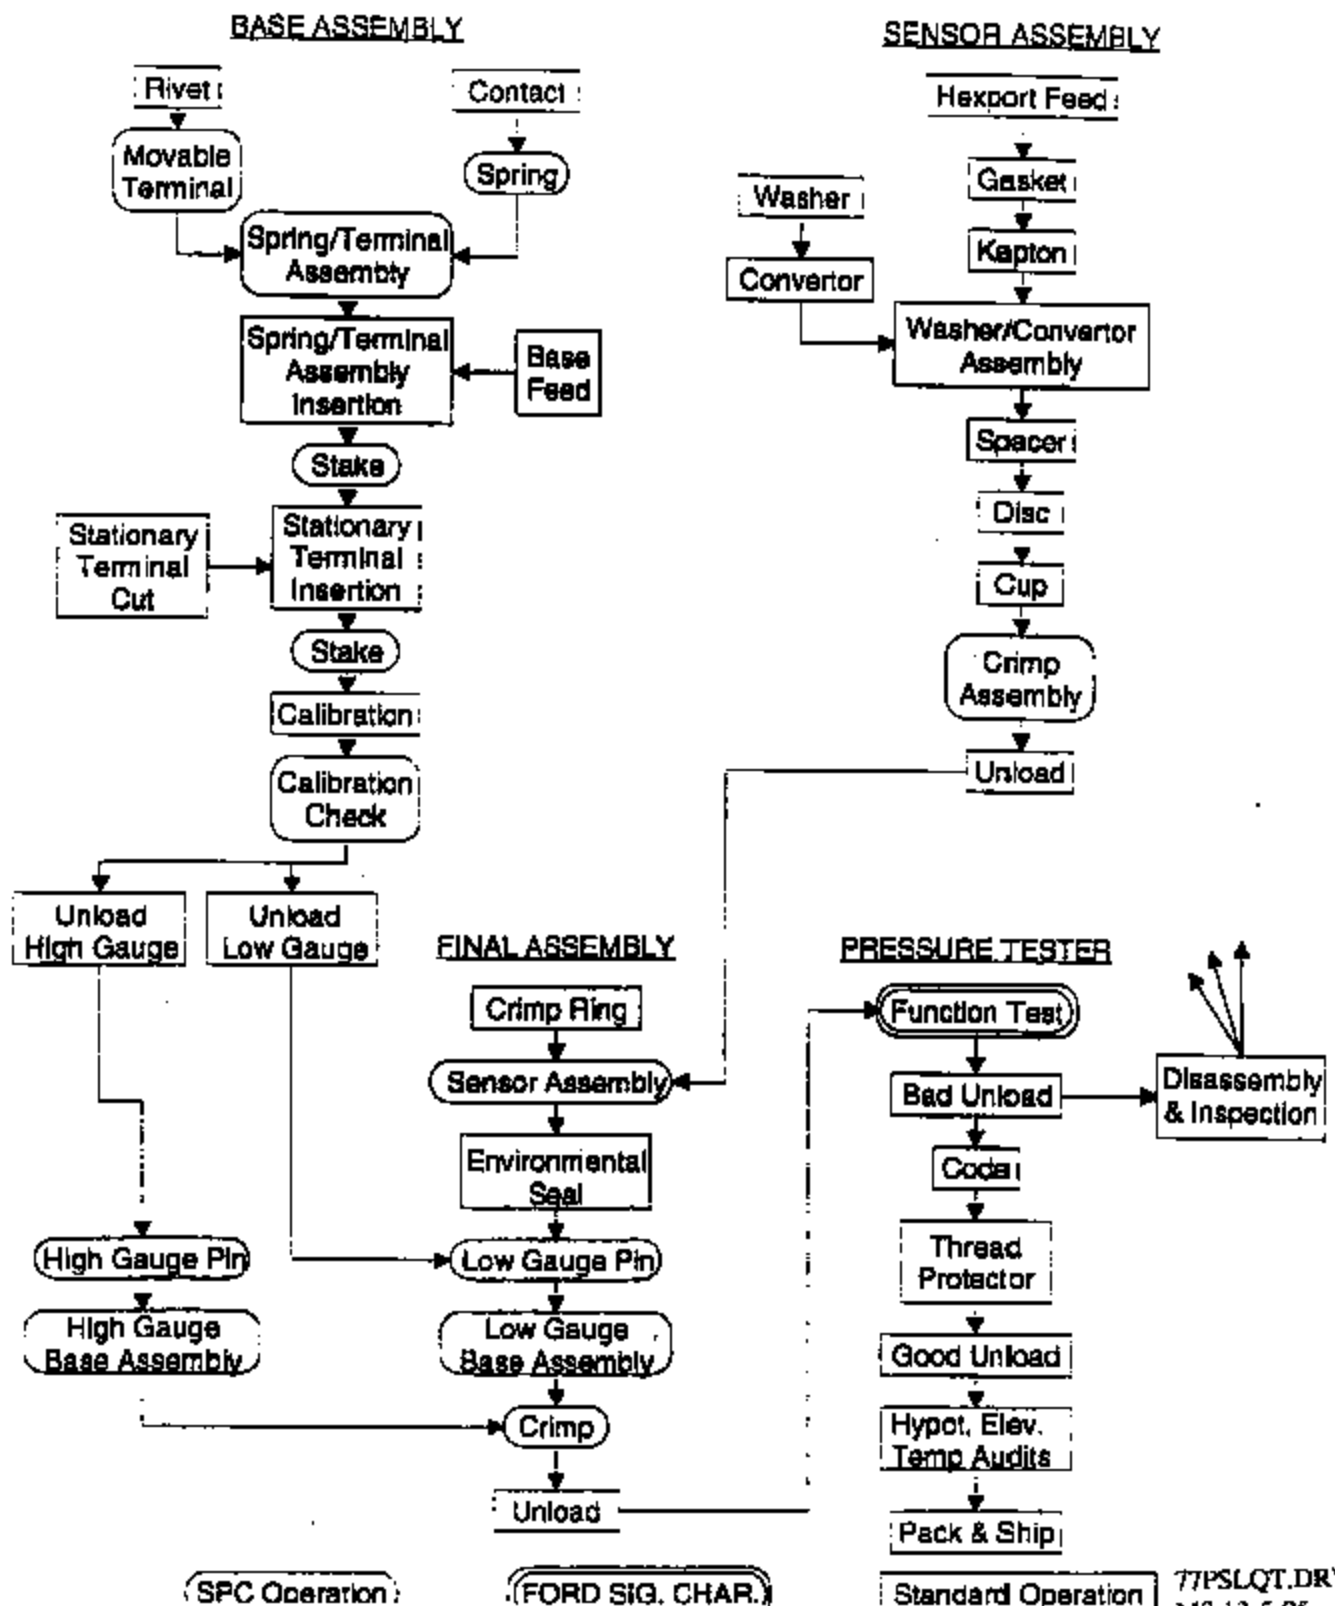 BASE ASSEMBLY
Rivet
Contact
Movable
Terminal
Spring
Spring/Terminal
Assembly
Spring/Terminal
Assembly
Insertion
Base
Feed
Stake
Stationary
Terminal
Cut
Stationary
Terminal
Insertion
Stake
Calibration
Calibration
Check
Unload
High Gauge
Unload
Low Gauge
High Gauge Pin
High Gauge
Base Assembly
SENSOR ASSEMBLY
Hexport Feed
Gasket
Washer
Kapton
Convertor
Washer/Convertor
Assembly
Spacer
Disc
Cup
Crimp
Assembly
Unload
FINAL ASSEMBLY
Crimp Ring
Sensor Assembly
Environmental
Seal
Low Gauge Pin
Low Gauge
Base Assembly
Crimp
Unload
PRESSURE TESTER
Function Test
Bad Unload
Disassembly
& Inspection
Code
Thread
Protector
Good Unload
Hypot, Elev.
Temp Audits
Pack & Ship
SPC Operation
FORD SIG. CHAR.
Standard Operation
77PSLQT.DRW